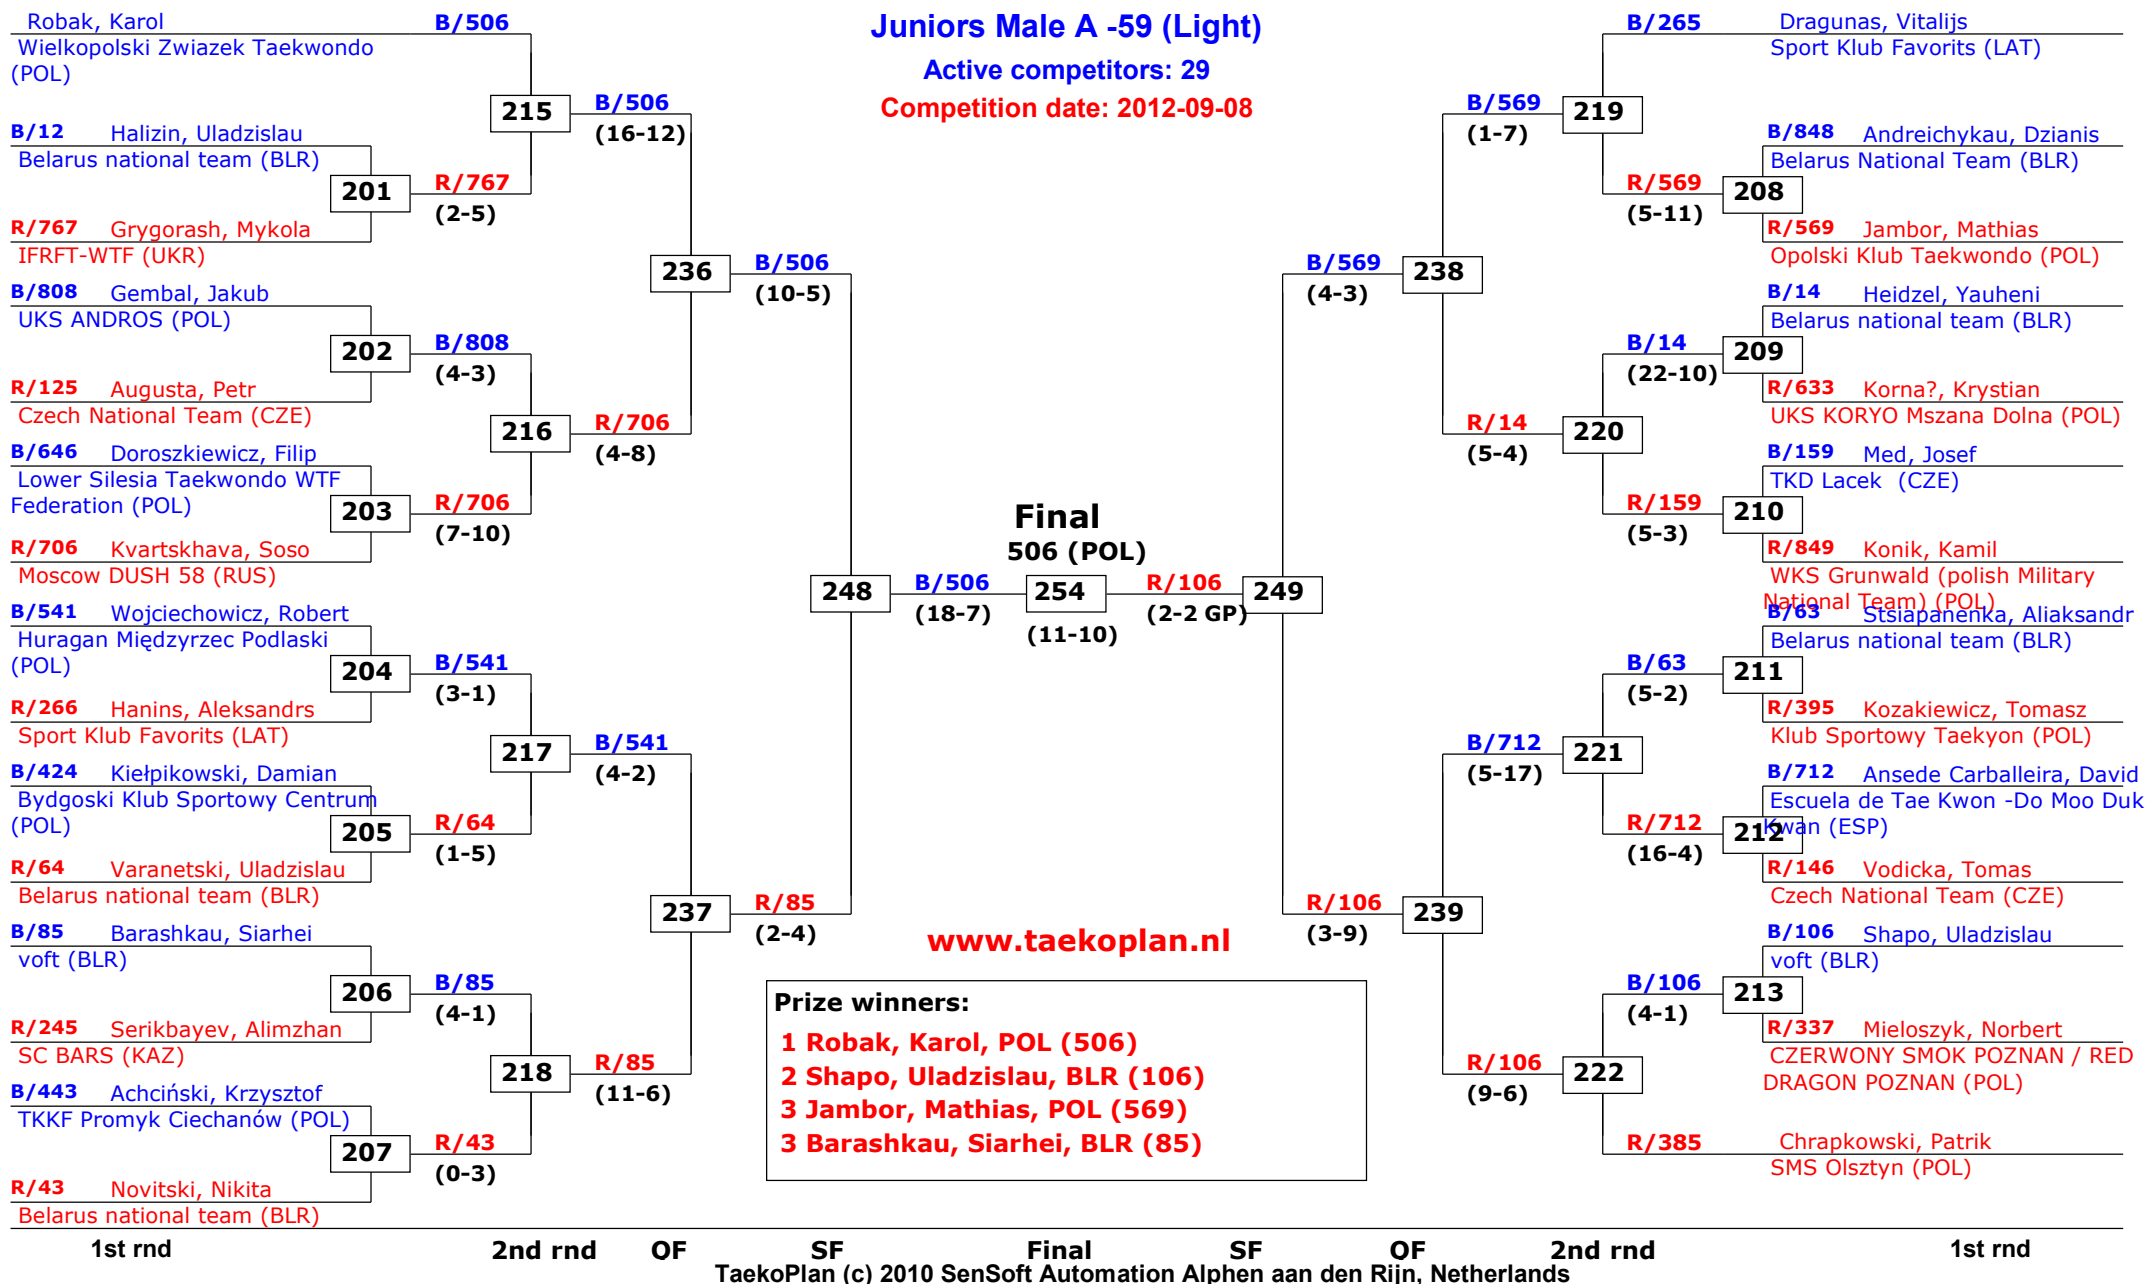 Juniors Male A -59 (Light)
Active competitors: 29
Competition date: 2012-09-08
Robak, Karol
B/506
Wielkopolski Zwiazek Taekwondo
(POL)
215
B/506
(16-12)
B/12 Halizin, Uladzislau
Belarus national team (BLR)
201
R/767
(2-5)
R/767 Grygorash, Mykola
IFRFT-WTF (UKR)
236
B/506
(10-5)
B/808 Gembal, Jakub
UKS ANDROS (POL)
202
B/808
(4-3)
R/125 Augusta, Petr
Czech National Team (CZE)
216
R/706
(4-8)
B/646 Doroszkiewicz, Filip
Lower Silesia Taekwondo WTF
Federation (POL)
203
R/706
(7-10)
R/706 Kvartskhava, Soso
Moscow DUSH 58 (RUS)
248
B/506
(18-7)
B/541 Wojciechowicz, Robert
Huragan Międzyrzec Podlaski
(POL)
204
B/541
(3-1)
R/266 Hanins, Aleksandrs
Sport Klub Favorits (LAT)
217
B/541
(4-2)
B/424 Kiełpikowski, Damian
Bydgoski Klub Sportowy Centrum
(POL)
205
R/64
(1-5)
R/64 Varanetski, Uladzislau
Belarus national team (BLR)
237
R/85
(2-4)
B/85 Barashkau, Siarhei
voft (BLR)
206
B/85
(4-1)
R/245 Serikbayev, Alimzhan
SC BARS (KAZ)
218
R/85
(11-6)
B/443 Achciński, Krzysztof
TKKF Promyk Ciechanów (POL)
207
R/43
(0-3)
R/43 Novitski, Nikita
Belarus national team (BLR)
Final
506 (POL)
254
(11-10)
R/106
(2-2 GP)
249
www.taekoplan.nl
Prize winners:
1 Robak, Karol, POL (506)
2 Shapo, Uladzislau, BLR (106)
3 Jambor, Mathias, POL (569)
3 Barashkau, Siarhei, BLR (85)
B/265
Dragunas, Vitalijs
Sport Klub Favorits (LAT)
B/569
(1-7)
219
B/848 Andreichykau, Dzianis
Belarus National Team (BLR)
R/569
(5-11)
208
R/569 Jambor, Mathias
Opolski Klub Taekwondo (POL)
B/569
(4-3)
238
B/14 Heidzel, Yauheni
Belarus national team (BLR)
B/14
(22-10)
209
R/633 Korna?, Krystian
UKS KORYO Mszana Dolna (POL)
R/14
(5-4)
220
B/159 Med, Josef
TKD Lacek (CZE)
R/159
(5-3)
210
R/849 Konik, Kamil
WKS Grunwald (polish Military
National Team) (POL)
B/63 Stsiapanenka, Aliaksandr
Belarus national team (BLR)
B/63
(5-2)
211
R/395 Kozakiewicz, Tomasz
Klub Sportowy Taekyon (POL)
B/712
(5-17)
221
B/712 Ansede Carballeira, David
Escuela de Tae Kwon -Do Moo Duk
Kwan (ESP)
R/712
(16-4)
212
R/146 Vodicka, Tomas
Czech National Team (CZE)
R/106
(3-9)
239
B/106 Shapo, Uladzislau
voft (BLR)
B/106
(4-1)
213
R/337 Mieloszyk, Norbert
CZERWONY SMOK POZNAN / RED
DRAGON POZNAN (POL)
R/106
(9-6)
222
R/385
Chrapkowski, Patrik
SMS Olsztyn (POL)
1st rnd 2nd rnd QF SF Final SF QF 2nd rnd 1st rnd
TaekoPlan (c) 2010 SenSoft Automation Alphen aan den Rijn, Netherlands